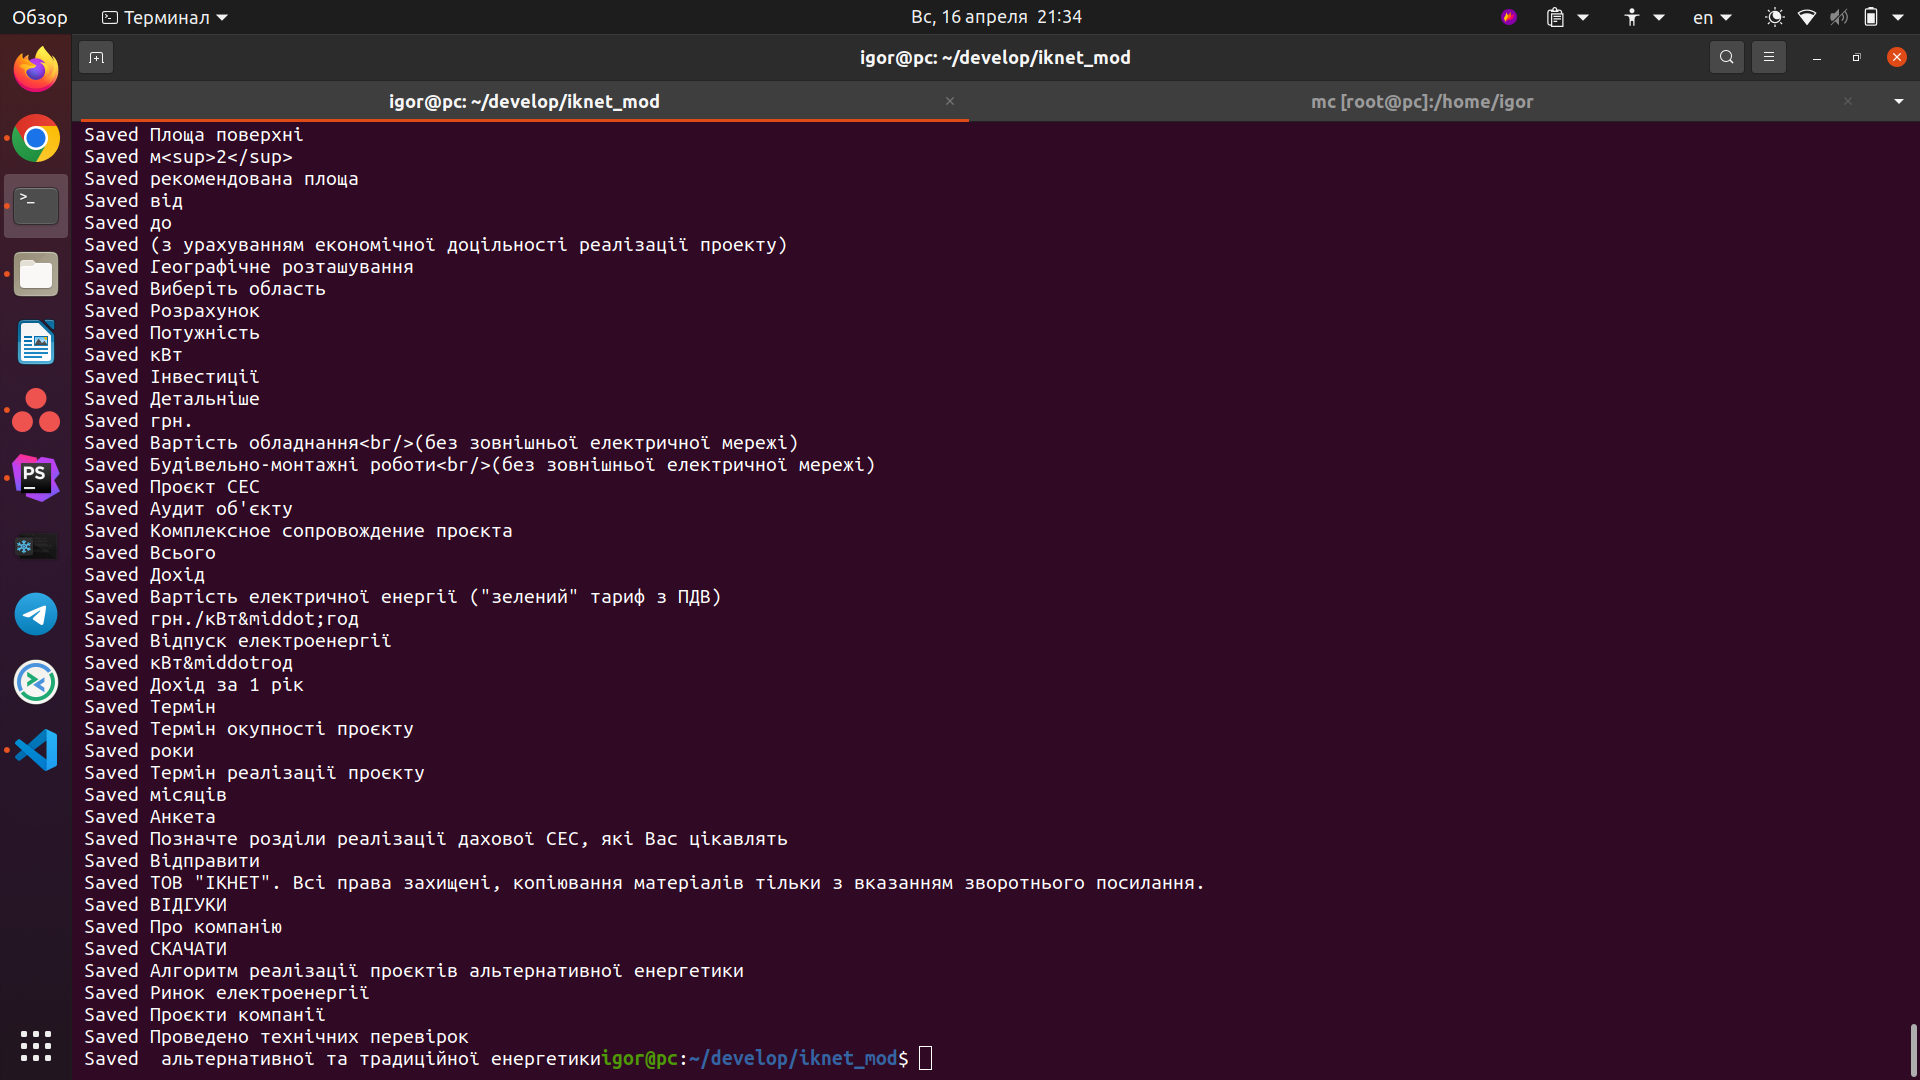 Обзор
Терминал
Вс, 16 апреля 21:34
en
igor@pc: ~/develop/iknet_mod
igor@pc: ~/develop/iknet_mod
mc [root@pc]:/home/igor
Saved Площа поверхні
Saved м<sup>2</sup>
Saved рекомендована площа
Saved від
Saved до
Saved (з урахуванням економічної доцільності реалізації проекту)
Saved Географічне розташування
Saved Виберіть область
Saved Розрахунок
Saved Потужність
Saved кВт
Saved Інвестиції
Saved Детальніше
Saved грн.
Saved Вартість обладнання<br/>(без зовнішньої електричної мережі)
Saved Будівельно-монтажні роботи<br/>(без зовнішньої електричної мережі)
Saved Проєкт СЕС
Saved Аудит об'єкту
Saved Комплексное сопровождение проєкта
Saved Всього
Saved Дохід
Saved Вартість електричної енергії ("зелений" тариф з ПДВ)
Saved грн./кВт&middot;год
Saved Відпуск електроенергії
Saved кВт&middotгод
Saved Дохід за 1 рік
Saved Термін
Saved Термін окупності проєкту
Saved роки
Saved Термін реалізації проєкту
Saved місяців
Saved Анкета
Saved Позначте розділи реалізації дахової СЕС, які Вас цікавлять
Saved Відправити
Saved ТОВ "ІКНЕТ". Всі права захищені, копіювання матеріалів тільки з вказанням зворотнього посилання.
Saved ВІДГУКИ
Saved Про компанію
Saved СКАЧАТИ
Saved Алгоритм реалізації проєктів альтернативної енергетики
Saved Ринок електроенергії
Saved Проєкти компанії
Saved Проведено технічних перевірок
Saved  альтернативної та традиційної енергетикиigor@pc:~/develop/iknet_mod$
PS